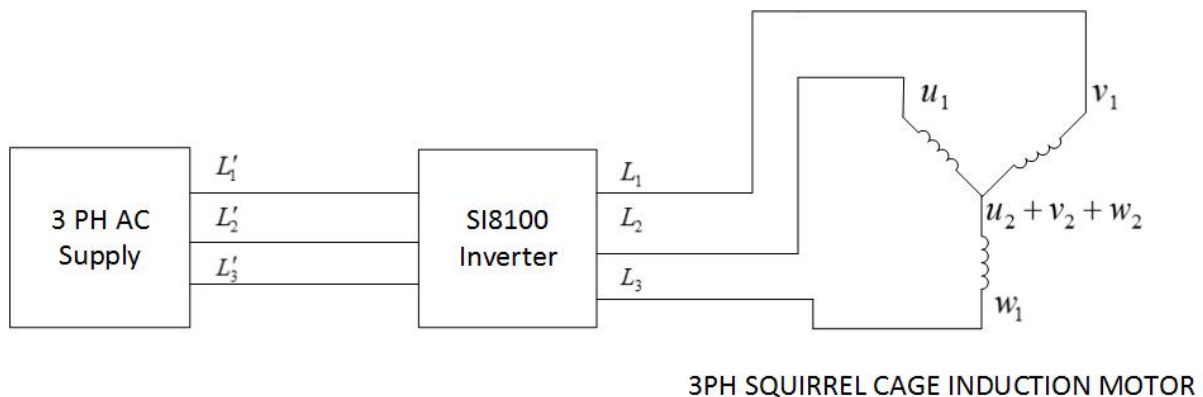 3 PH AC
Supply
L′₁
L′₂
L′₃
SI8100
Inverter
L₁
L₂
L₃
u₁
v₁
u₂ + v₂ + w₂
w₁
3PH SQUIRREL CAGE INDUCTION MOTOR